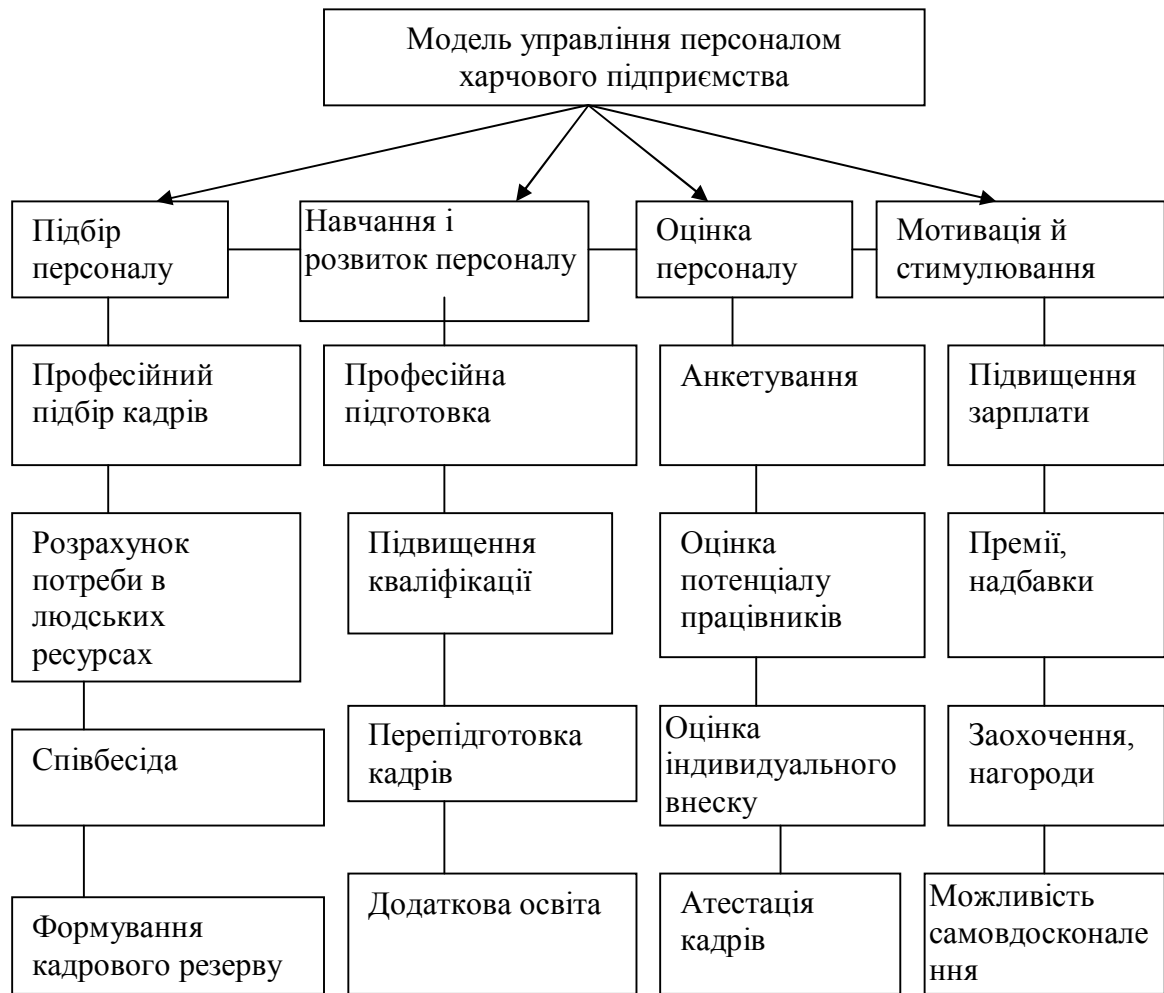 Модель управління персоналом
харчового підприємства
Підбір
персоналу
Навчання і
розвиток персоналу
Оцінка
персоналу
Мотивація й
стимулювання
Професійний
підбір кадрів
Професійна
підготовка
Анкетування
Підвищення
зарплати
Розрахунок
потреби в
людських
ресурсах
Підвищення
кваліфікації
Оцінка
потенціалу
працівників
Премії,
надбавки
Співбесіда
Перепідготовка
кадрів
Оцінка
індивидуального
внеску
Заохочення,
нагороди
Формування
кадрового резерву
Додаткова освіта
Атестація
кадрів
Можливість
самовдосконале
ння